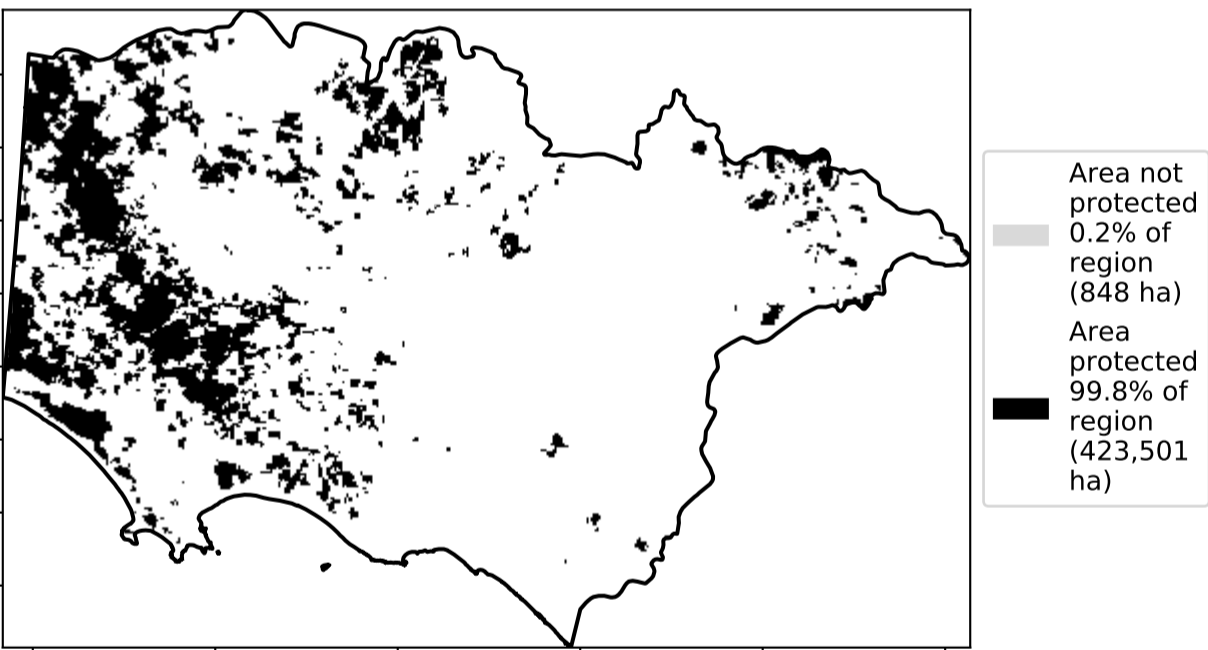 Area not
protected
0.2% of
region
(848 ha)
Area
protected
99.8% of
region
(423,501
ha)